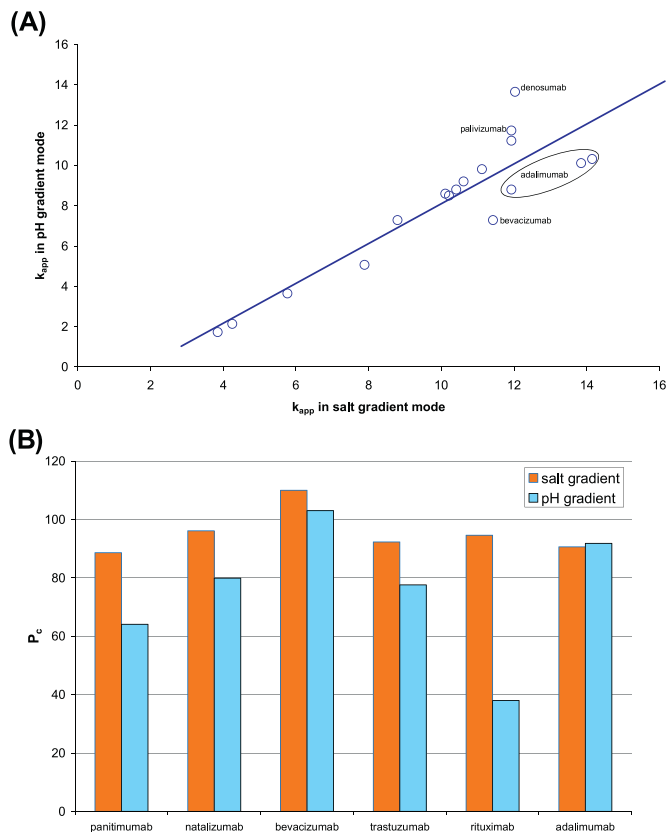 (A)
16
14
12
10
8
6
4
2
0
k_app in pH gradient mode
denosumab
palivizumab
adalimumab
bevacizumab
0 2 4 6 8 10 12 14 16
k_app in salt gradient mode
(B)
120
100
80
60
40
20
0
P_c
salt gradient
pH gradient
panitimumab natalizumab bevacizumab trastuzumab rituximab adalimumab